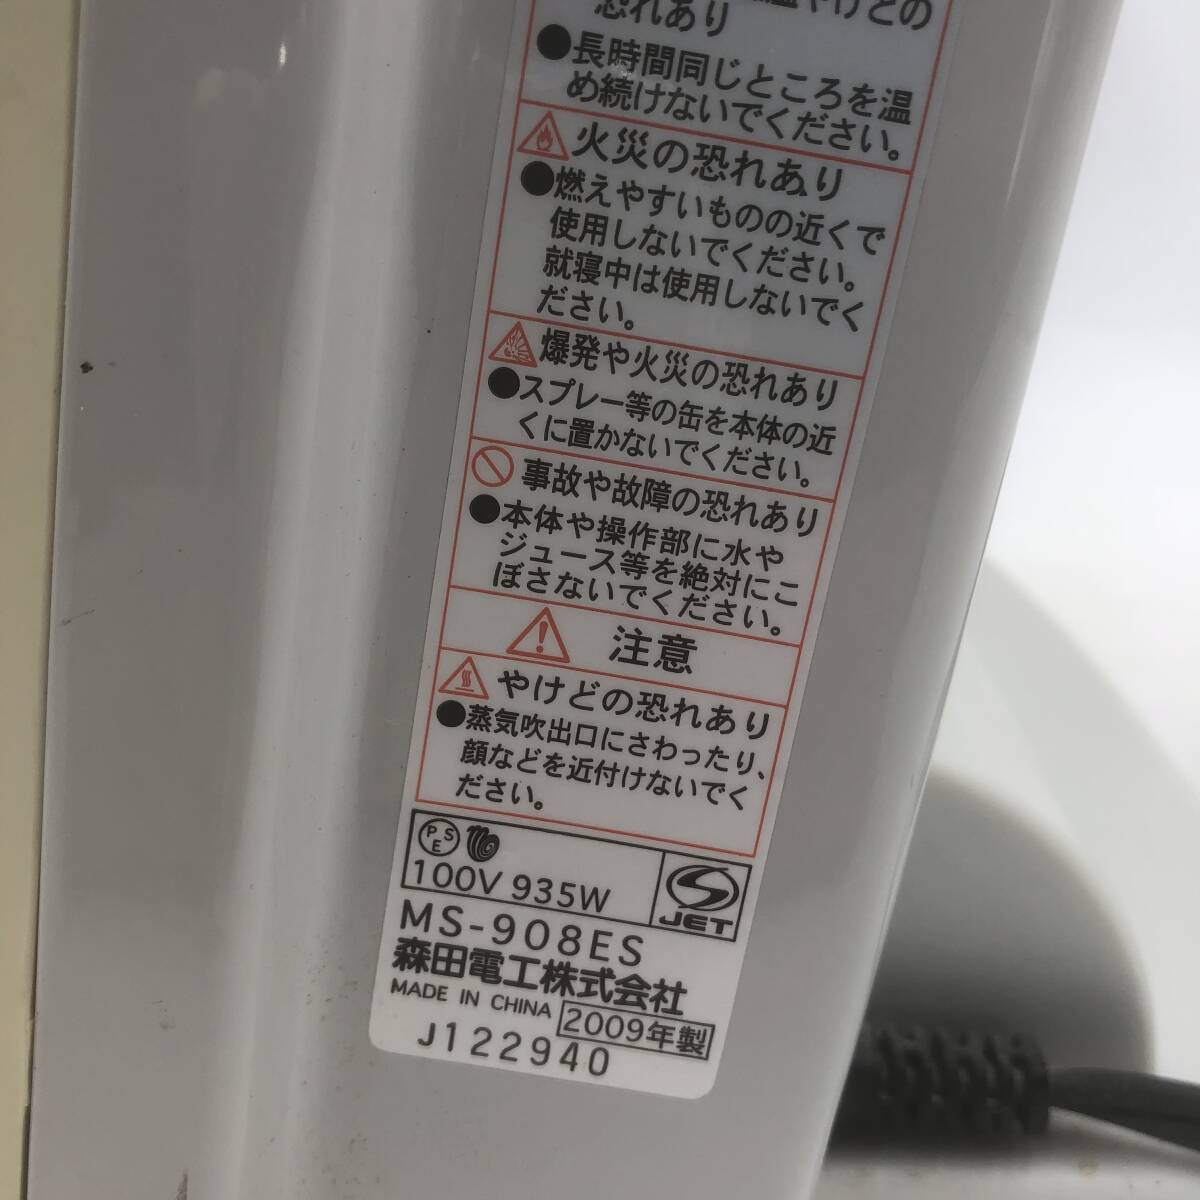 やけどの
恐れあり
●長時間同じところを温
め続けないでください。
火災の恐れあり
●燃えやすいものの近くで
使用しないでください。
就寝中は使用しないでく
ださい。
爆発や火災の恐れあり
●スプレー等の缶を本体の近
くに置かないでください。
事故や故障の恐れあり
●本体や操作部に水や
ジュース等を絶対にこ
ぼさないでください。
注意
やけどの恐れあり
●蒸気吹出口にさわったり、
顔などを近付けないでく
ださい。
PSE
100V 935W
JET
MS-908ES
森田電工株式会社
MADE IN CHINA 2009年製
J122940